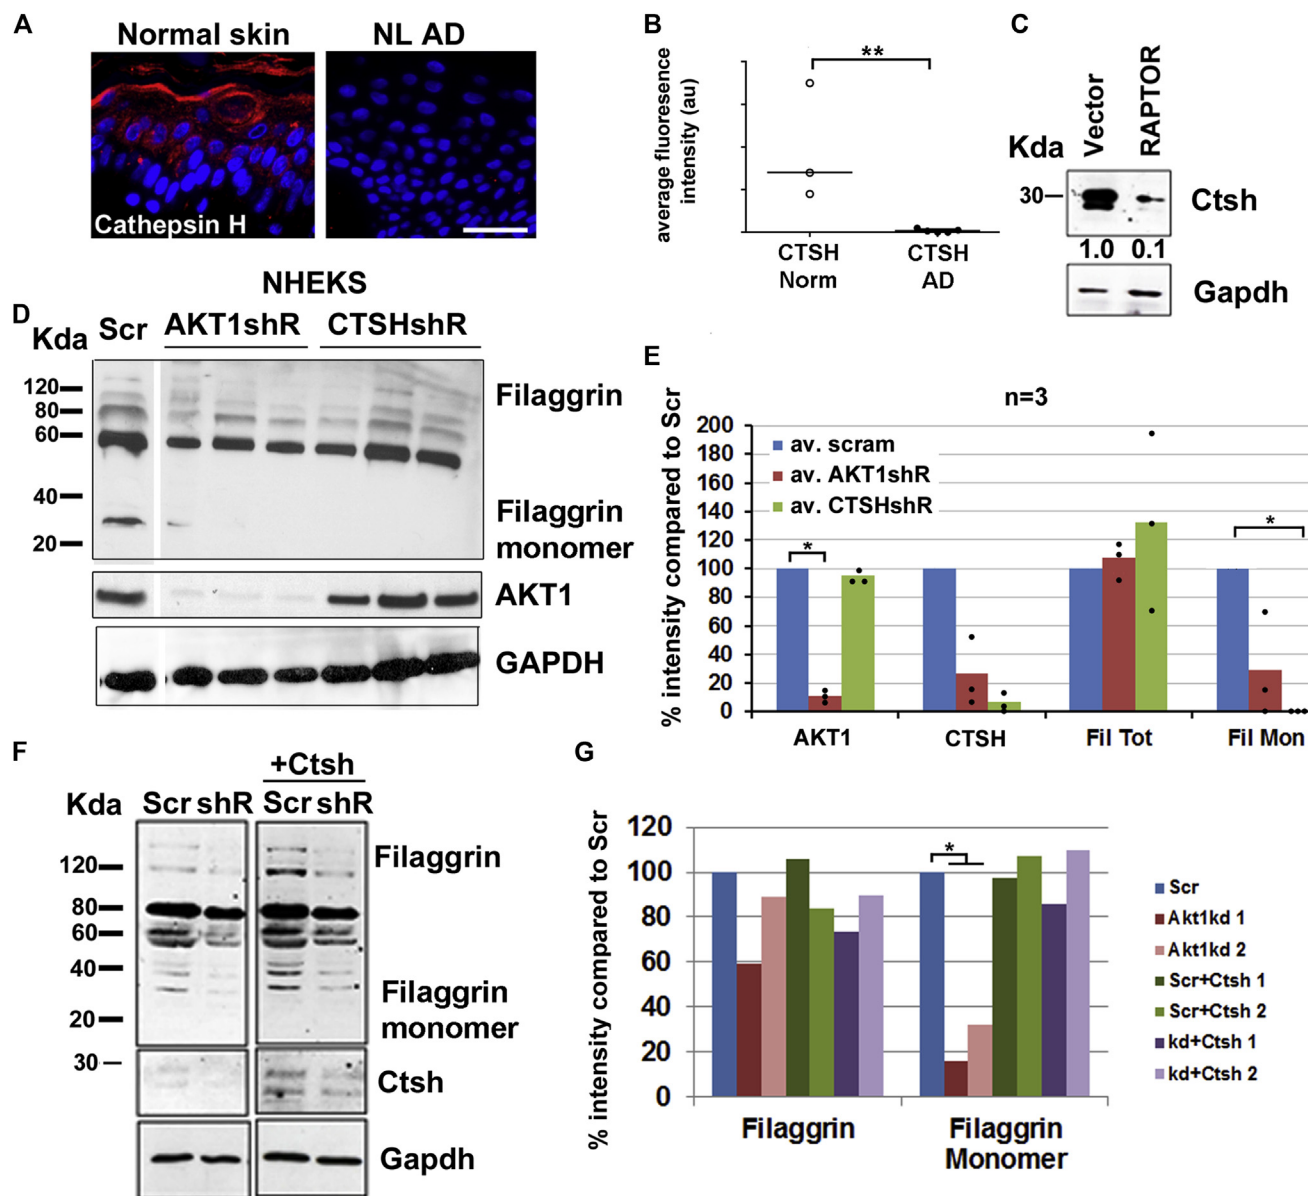 A
Normal skin
NL AD
Cathepsin H
B
**
average fluoresence
intensity (au)
CTSH
Norm
CTSH
AD
C
Vector
RAPTOR
Kda
30
Ctsh
1.0 0.1
Gapdh
D
NHEKS
Kda
Scr AKT1shR CTSHshR
120
80
60
40
20
Filaggrin
Filaggrin
monomer
AKT1
GAPDH
E
n=3
% intensity compared to Scr
200
180
160
140
120
100
80
60
40
20
0
av. scram
av. AKT1shR
av. CTSHshR
*
*
AKT1
CTSH
Fil Tot
Fil Mon
F
+Ctsh
Kda
Scr shR Scr shR
120
80
60
40
20
30
Filaggrin
Filaggrin
monomer
Ctsh
Gapdh
G
% intensity compared to Scr
120
100
80
60
40
20
0
*
Filaggrin
Filaggrin
Monomer
Scr
Akt1kd 1
Akt1kd 2
Scr+Ctsh 1
Scr+Ctsh 2
kd+Ctsh 1
kd+Ctsh 2